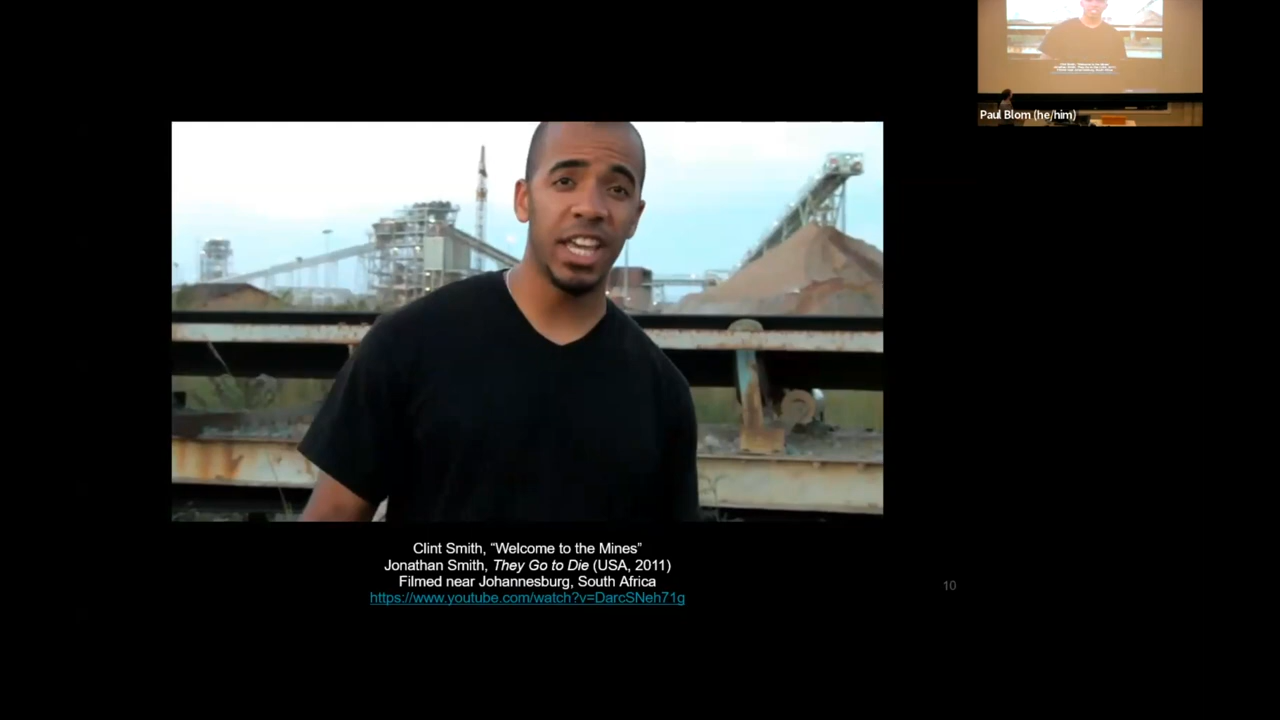 Paul Blom (he/him)
Clint Smith, “Welcome to the Mines”
Jonathan Smith, They Go to Die (USA, 2011)
Filmed near Johannesburg, South Africa
https://www.youtube.com/watch?v=DarcSNeh71g
10